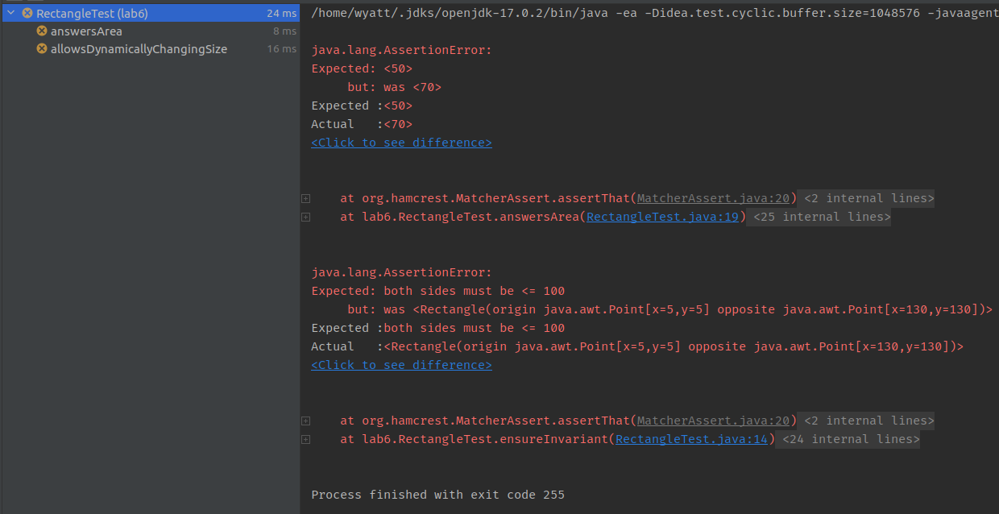 RectangleTest (lab6) 24 ms
answersArea 8 ms
allowsDynamicallyChangingSize 16 ms
/home/wyatt/.jdks/openjdk-17.0.2/bin/java -ea -Didea.test.cyclic.buffer.size=1048576 -javaagent
java.lang.AssertionError:
Expected: <50>
but: was <70>
Expected :<50>
Actual :<70>
<Click to see difference>
at org.hamcrest.MatcherAssert.assertThat(MatcherAssert.java:20) <2 internal lines>
at lab6.RectangleTest.answersArea(RectangleTest.java:19) <25 internal lines>
java.lang.AssertionError:
Expected: both sides must be <= 100
but: was <Rectangle(origin java.awt.Point[x=5,y=5] opposite java.awt.Point[x=130,y=130])>
Expected :both sides must be <= 100
Actual :<Rectangle(origin java.awt.Point[x=5,y=5] opposite java.awt.Point[x=130,y=130])>
<Click to see difference>
at org.hamcrest.MatcherAssert.assertThat(MatcherAssert.java:20) <2 internal lines>
at lab6.RectangleTest.ensureInvariant(RectangleTest.java:14) <24 internal lines>
Process finished with exit code 255